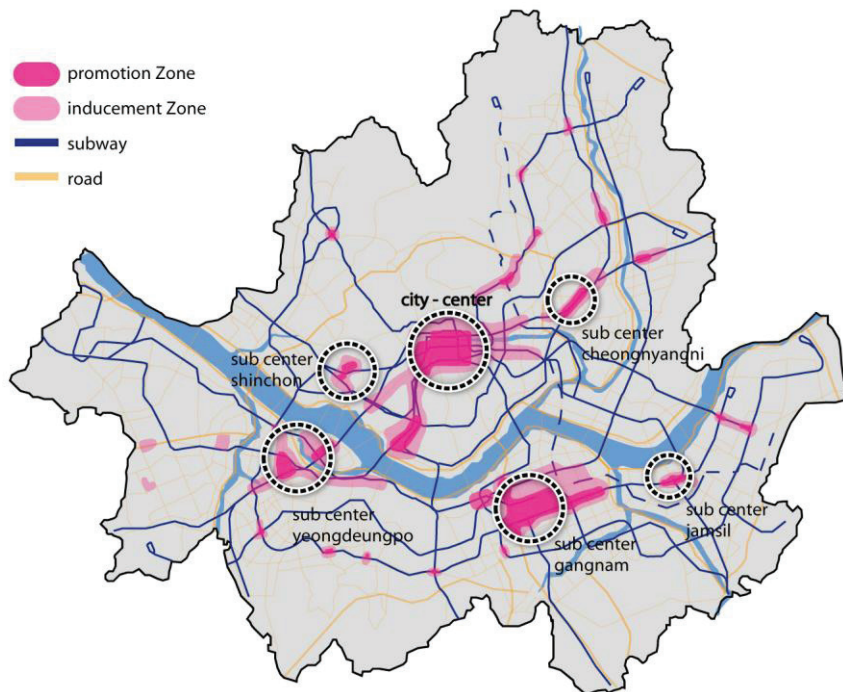 promotion Zone
inducement Zone
subway
road
city - center
sub center
cheongnyangni
sub center
shinchon
sub center
yeongdeungpo
sub center
gangnam
sub center
jamsil